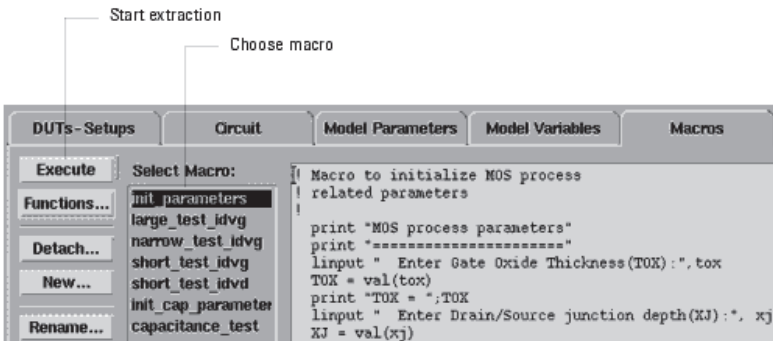 Start extraction
Choose macro
DUTs-Setups
Circuit
Model Parameters
Model Variables
Macros
Execute
Functions...
Detach...
New...
Rename...
Select Macro:
init_parameters
large_test_idvg
narrow_test_idvg
short_test_idvg
short_test_idvd
init_cap_parameter
capacitance_test
! Macro to initialize MOS process
! related parameters
!
print "MOS process parameters"
print "======================"
linput "  Enter Gate Oxide Thickness(TOX):",tox
TOX = val(tox)
print "TOX = ";TOX
linput "  Enter Drain/Source junction depth(XJ):", xj
XJ = val(xj)